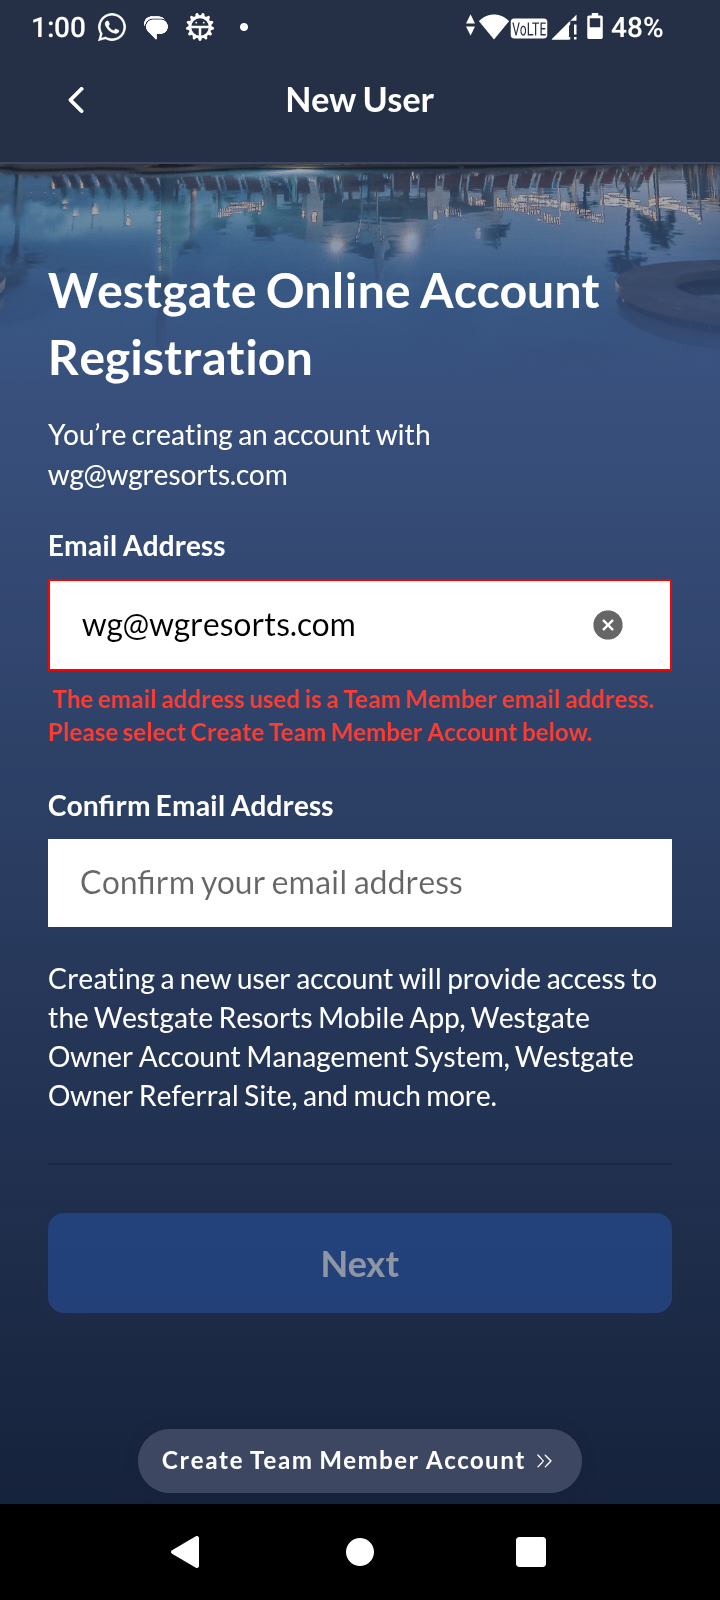 1:00 VoLTE 48%
New User
Westgate Online Account
Registration
You’re creating an account with
wg@wgresorts.com
Email Address
wg@wgresorts.com
The email address used is a Team Member email address.
Please select Create Team Member Account below.
Confirm Email Address
Confirm your email address
Creating a new user account will provide access to
the Westgate Resorts Mobile App, Westgate
Owner Account Management System, Westgate
Owner Referral Site, and much more.
Next
Create Team Member Account »